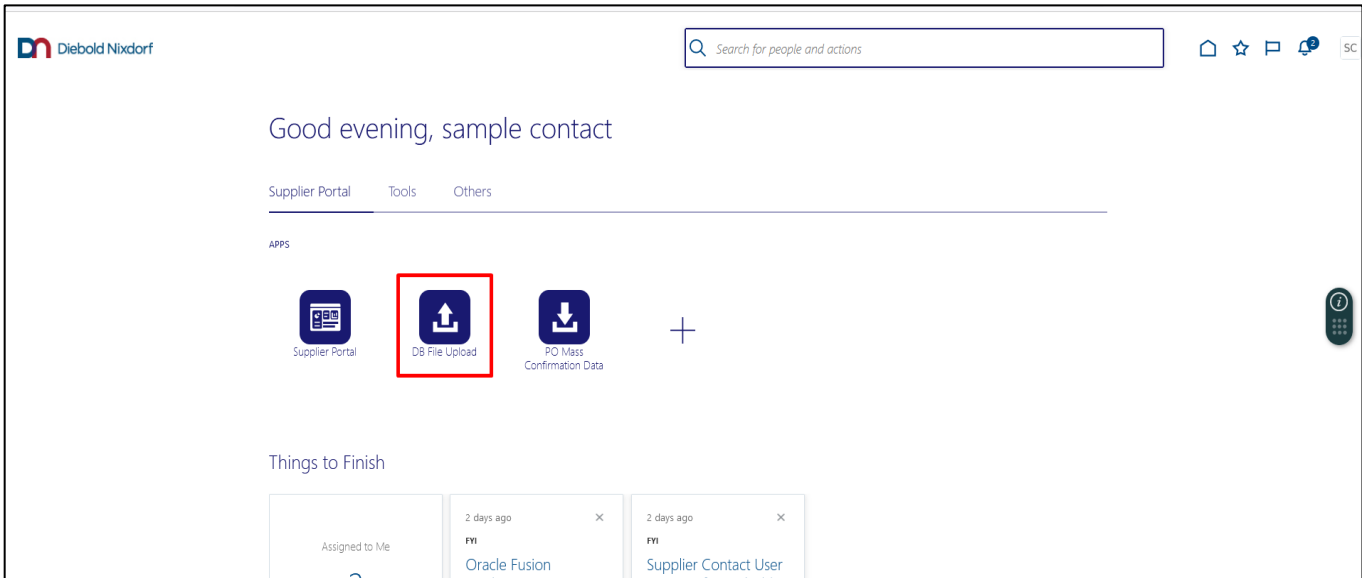 DN Diebold Nixdorf
Search for people and actions
2
SC
Good evening, sample contact
Supplier Portal Tools Others
APPS
Supplier Portal
DB File Upload
PO Mass
Confirmation Data
Things to Finish
Assigned to Me
2 days ago
FYI
Oracle Fusion
2 days ago
FYI
Supplier Contact User